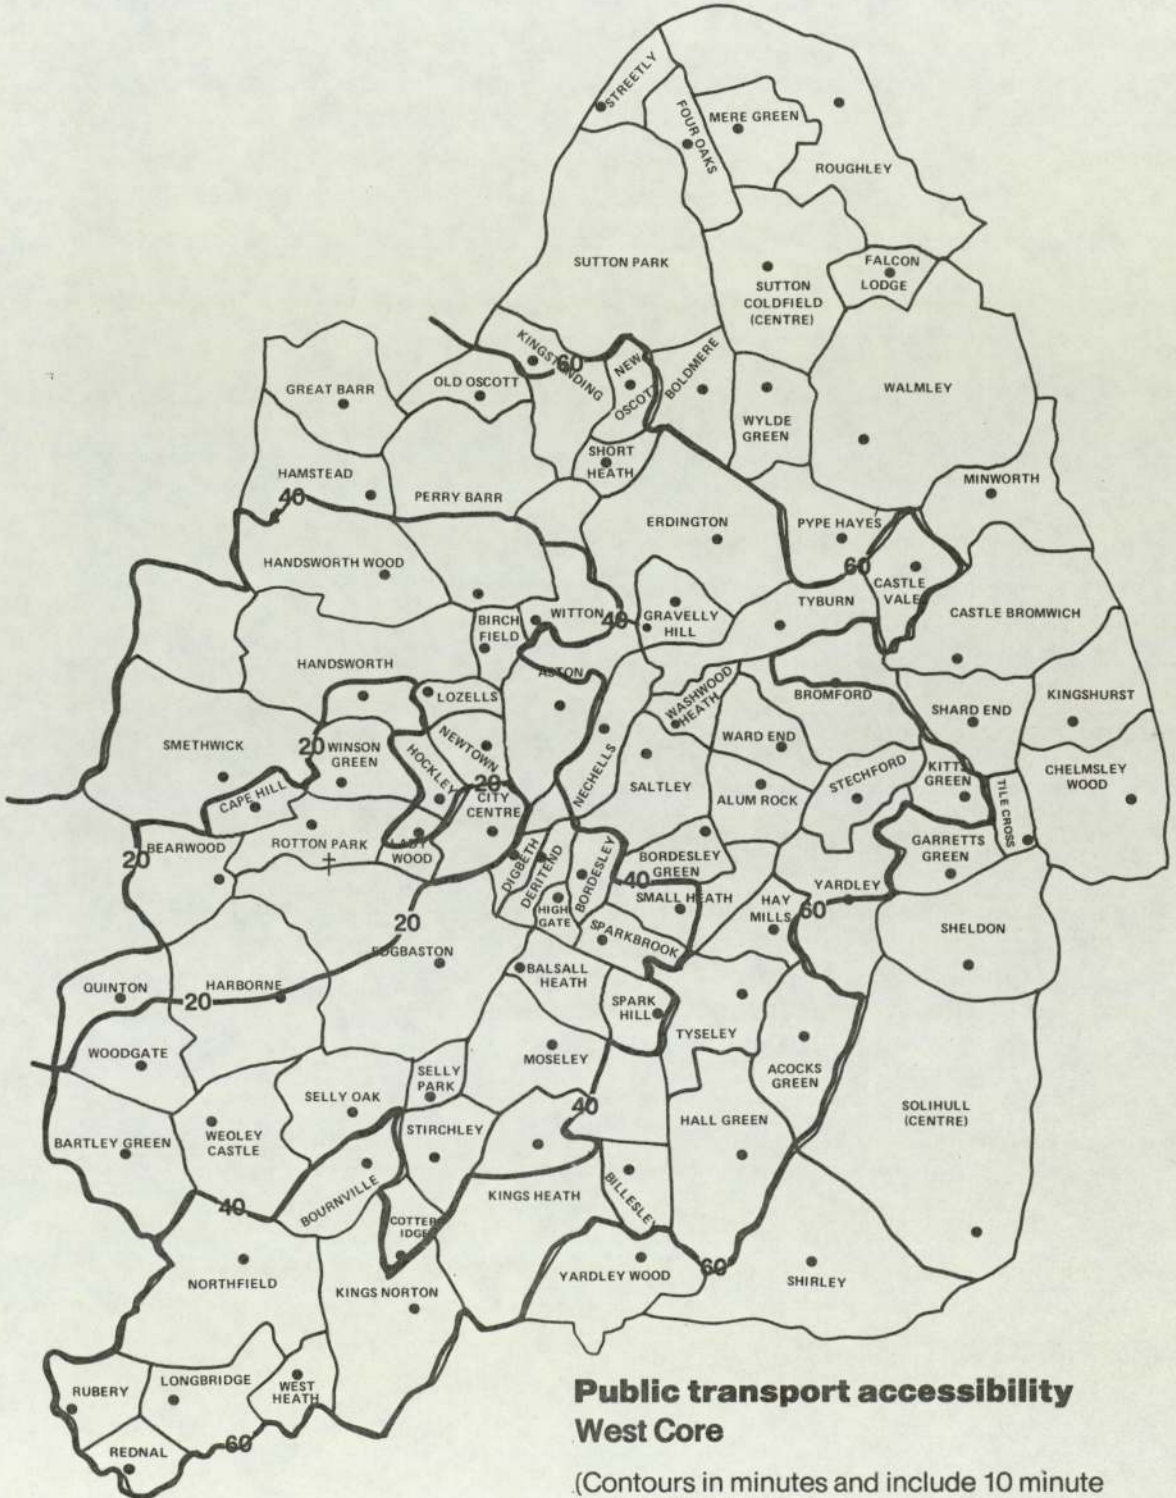 STREETLY
FOUR OAKS
MERE GREEN
ROUGHLEY
SUTTON PARK
SUTTON
COLDFIELD
(CENTRE)
FALCON
LODGE
KINGSTANDING
60
NEW
OSCOTT
BOLDMERE
GREAT BARR
OLD OSCOTT
WYLDE
GREEN
WALMLEY
SHORT
HEATH
HAMSTEAD
40
PERRY BARR
MINWORTH
ERDINGTON
PYPE HAYES
HANDSWORTH WOOD
60
CASTLE
VALE
TYBURN
CASTLE BROMWICH
BIRCH
FIELD
WITTON
40
GRAVELLY
HILL
HANDSWORTH
ASTON
LOZELLS
WASHWOOD
HEATH
BROMFORD
KINGSHURST
SHARD END
SMETHWICK
20
WINSON
GREEN
HOCKLEY
NEWTOWN
WARD END
NECHELLS
20
CITY
CENTRE
SALTLEY
ALUM ROCK
STECHFORD
KITTS
GREEN
TILE CROSS
CHELMSLEY
WOOD
CAPE HILL
BEARWOOD
20
ROTTON PARK
LADY
WOOD
DIGBETH
DERITEND
BORDESLEY
BORDESLEY
GREEN
GARRETTS
GREEN
40
SMALL HEATH
HAY
MILLS
YARDLEY
60
HIGH
GATE
SPARKBROOK
SHELDON
20
EDGBASTON
BALSALL
HEATH
QUINTON
HARBORNE
20
SPARK
HILL
TYSELEY
WOODGATE
MOSELEY
ACOCKS
GREEN
SELLY
PARK
SELLY OAK
40
HALL GREEN
SOLIHULL
(CENTRE)
BARTLEY GREEN
WEOLEY
CASTLE
STIRCHLEY
BOURNVILLE
40
KINGS HEATH
BILLESLEY
COTTER
IDGE
NORTHFIELD
KINGS NORTON
YARDLEY WOOD
60
SHIRLEY
RUBERY
LONGBRIDGE
WEST
HEATH
REDNAL
60
Public transport accessibility
West Core
(Contours in minutes and include 10 minute